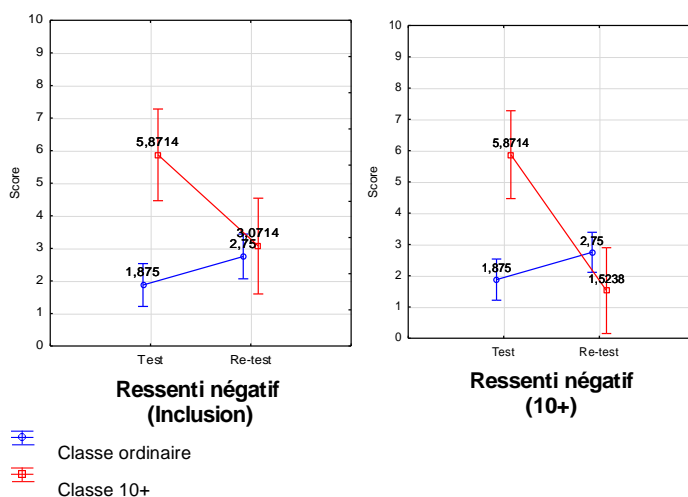 10
9
8
7
6
5
4
3
2
1
0
Score
5,8714
3,0714
2,75
1,875
Test
Re-test
Ressenti négatif
(Inclusion)
10
9
8
7
6
5
4
3
2
1
0
Score
5,8714
2,75
1,875
1,5238
Test
Re-test
Ressenti négatif
(10+)
Classe ordinaire
Classe 10+